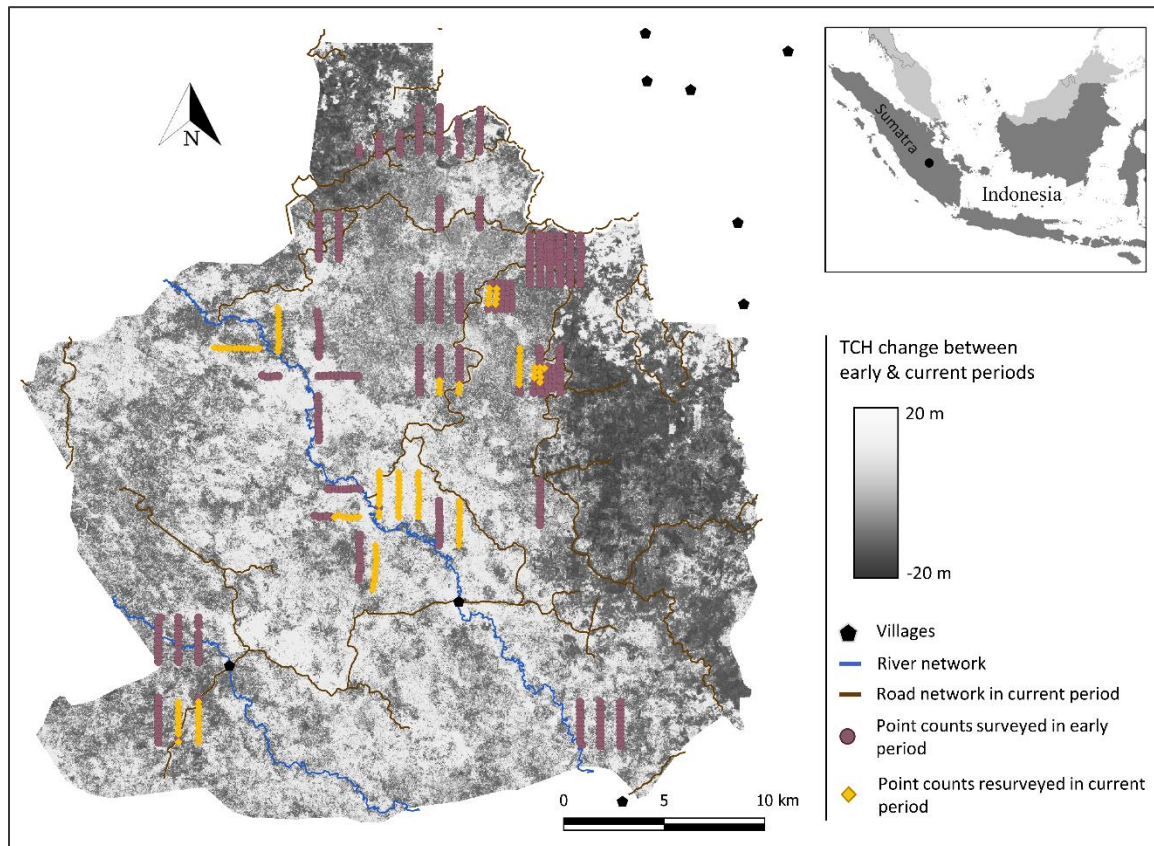 N
Sumatra
Indonesia
TCH change between
early & current periods
20 m
-20 m
Villages
River network
Road network in current period
Point counts surveyed in early
period
Point counts resurveyed in current
period
0 5 10 km